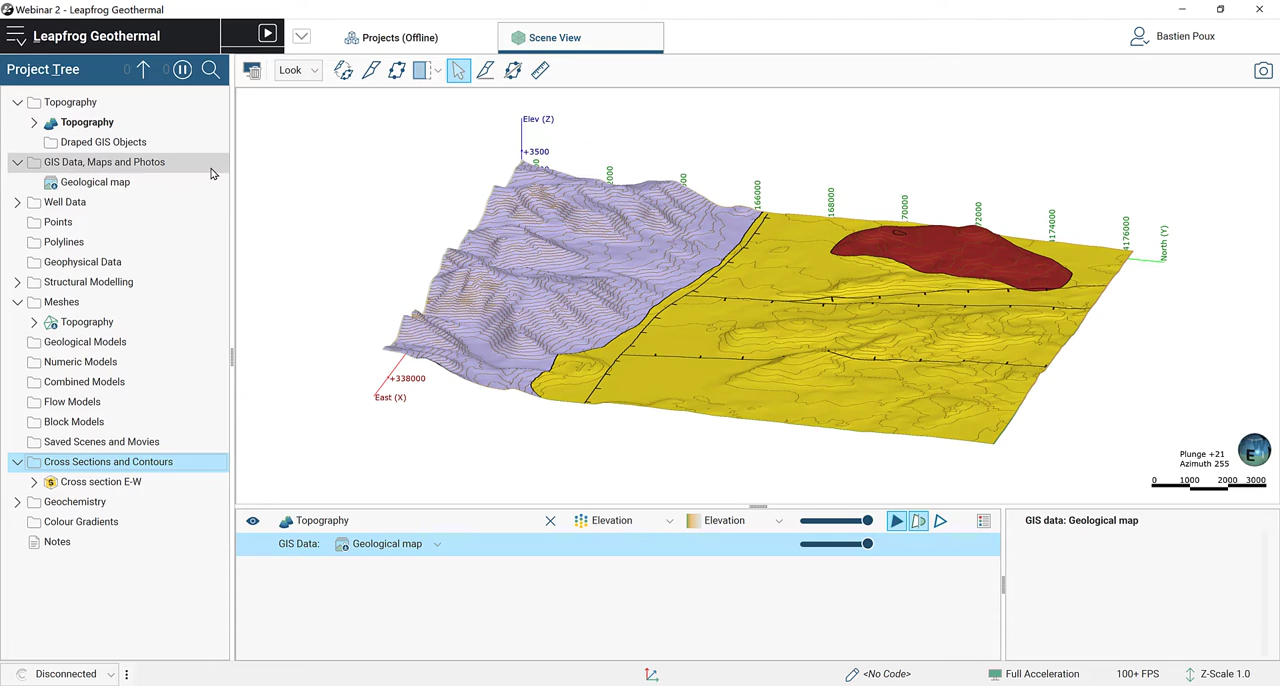 Webinar 2 - Leapfrog Geothermal
Leapfrog Geothermal
Projects (Offline)
Scene View
Bastien Poux
Project Tree
0
0
Look
Topography
Topography
Draped GIS Objects
GIS Data, Maps and Photos
Geological map
Well Data
Points
Polylines
Geophysical Data
Structural Modelling
Meshes
Topography
Geological Models
Numeric Models
Combined Models
Flow Models
Block Models
Saved Scenes and Movies
Cross Sections and Contours
Cross section E-W
Geochemistry
Colour Gradients
Notes
Elev (Z)
+3500
166000
168000
4174000
4176000
North (Y)
+338000
East (X)
Plunge +21
Azimuth 255
E
0 1000 2000 3000
Topography
Elevation
Elevation
GIS Data:
Geological map
GIS data: Geological map
Disconnected
<No Code>
Full Acceleration
100+ FPS
Z-Scale 1.0